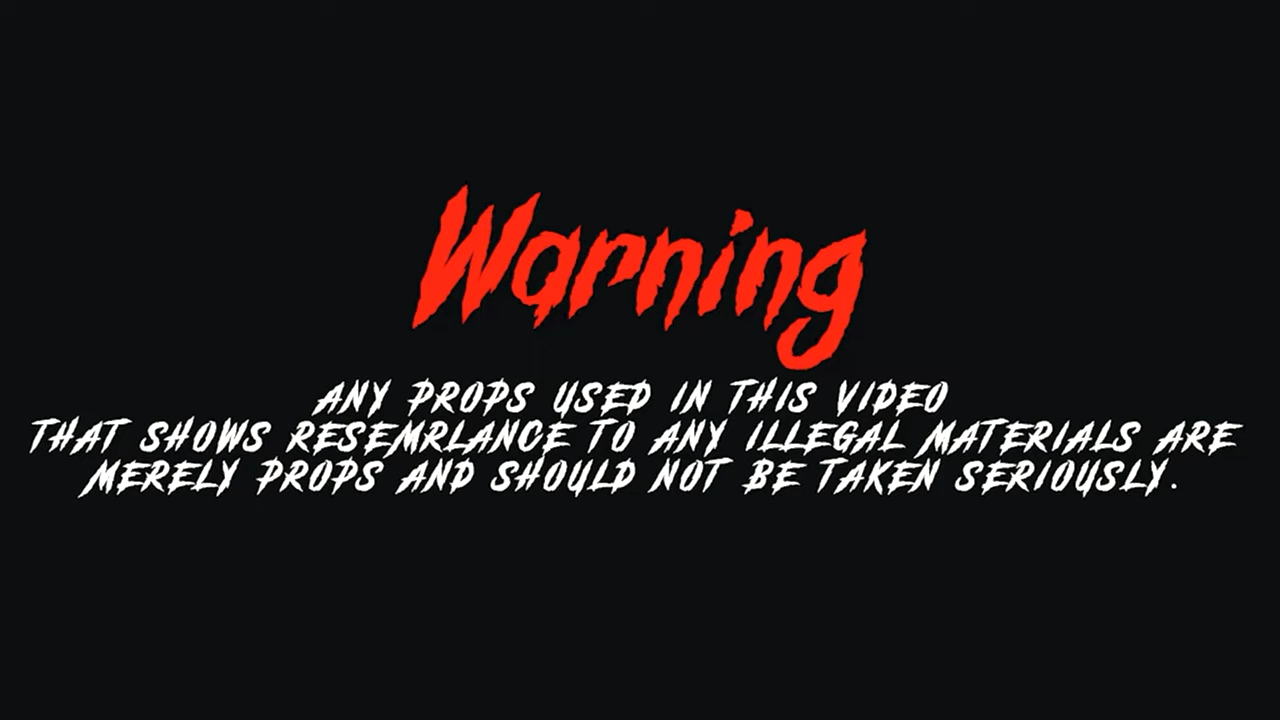 Warning
ANY PROPS USED IN THIS VIDEO
THAT SHOWS RESEMRLANCE TO ANY ILLEGAL MATERIALS ARE
MERELY PROPS AND SHOULD NOT BE TAKEN SERIOUSLY.